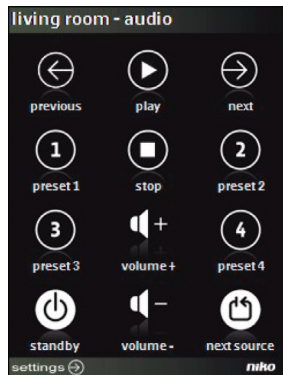 living room - audio
previous play next
1 2
preset 1 stop preset 2
3 + 4
preset 3 volume + preset 4
-
standby volume - next source
settings niko